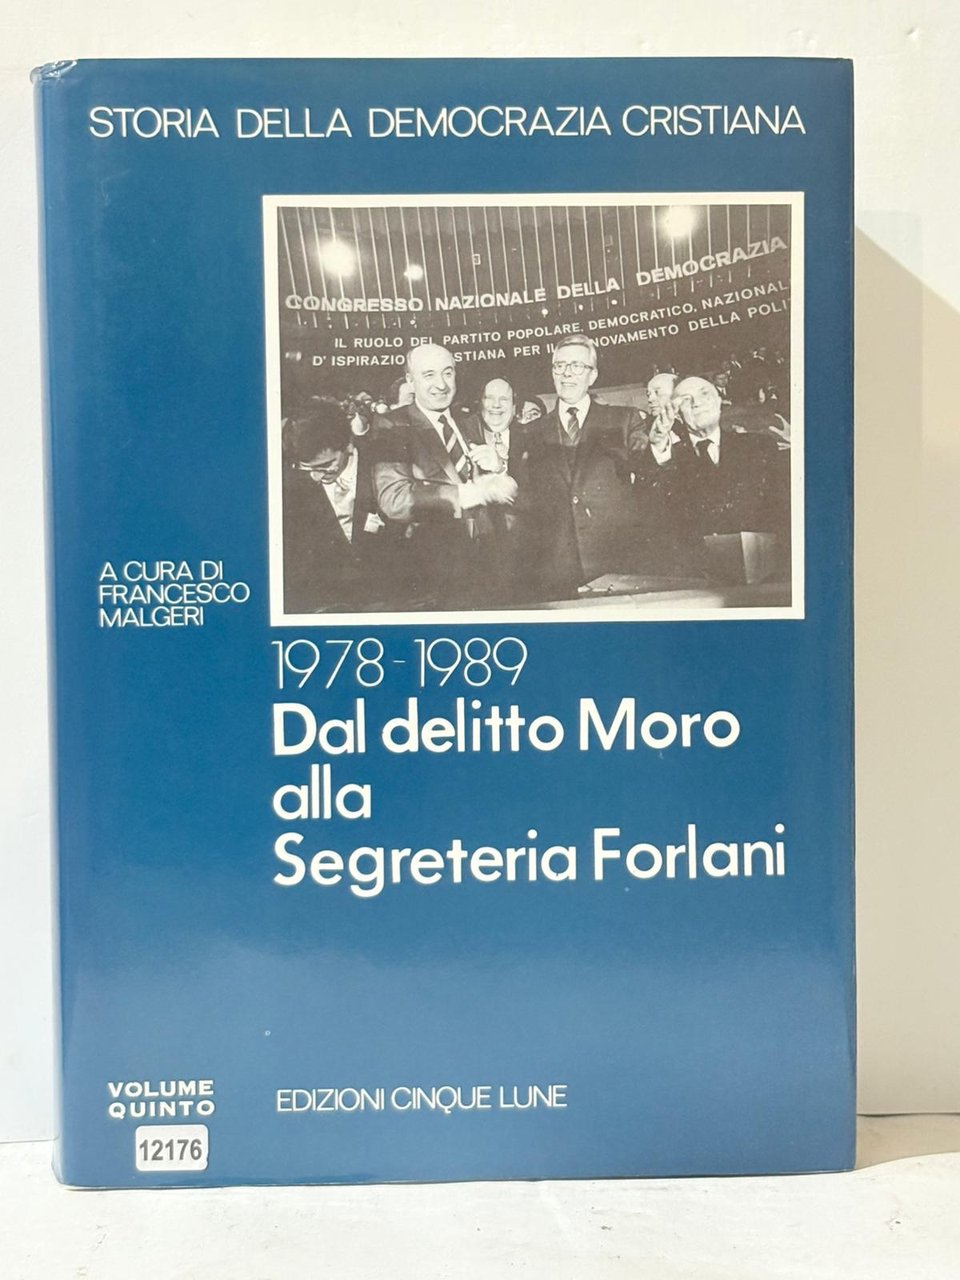 STORIA DELLA DEMOCRAZIA CRISTIANA
CONGRESSO NAZIONALE DELLA DEMOCRAZIA
IL RUOLO DEL PARTITO POPOLARE, DEMOCRATICO, NAZIONAL
D'ISPIRAZIO STIANA PER IL NOVAMENTO DELLA POLI
A CURA DI
FRANCESCO
MALGERI
1978-1989
Dal delitto Moro
alla
Segreteria Forlani
VOLUME
QUINTO
EDIZIONI CINQUE LUNE
12176